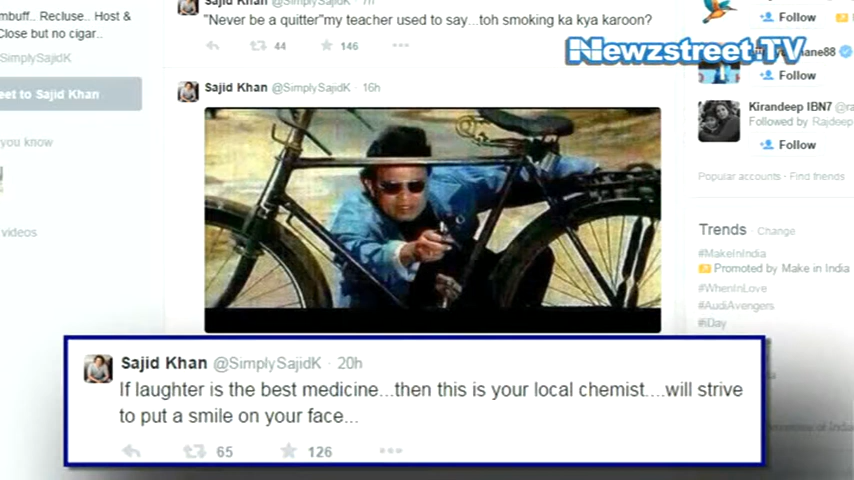 mbuff.. Recluse.. Host &
Close but no cigar..
SimplySajidK
eet to Sajid Khan
you know
videos
Sajid Khan @SimplySajidK · 7h
"Never be a quitter"my teacher used to say...toh smoking ka kya karoon?
44 146
Sajid Khan @SimplySajidK · 16h
Sajid Khan @SimplySajidK · 20h
If laughter is the best medicine...then this is your local chemist....will strive
to put a smile on your face...
65 126
Newzstreet TV
Follow
Follow
Kirandeep IBN7 @ra
Followed by Rajdeep
Follow
Popular accounts · Find friends
Trends · Change
#MakeInIndia
Promoted by Make in India
#WhenInLove
#AudiAvengers
#iDay